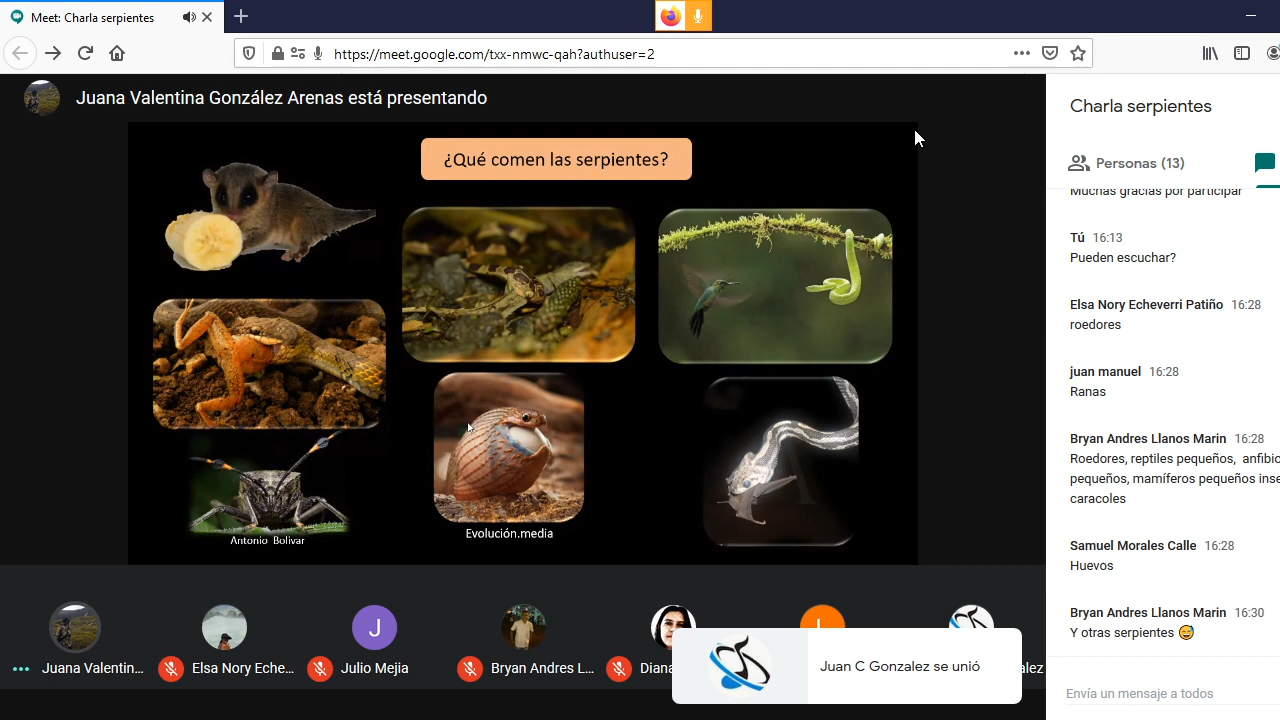 Meet: Charla serpientes
https://meet.google.com/txx-nmwc-qah?authuser=2
Juana Valentina González Arenas está presentando
¿Qué comen las serpientes?
Antonio Bolivar
Evolución.media
Charla serpientes
Personas (13)
Muchas gracias por participar
Tú 16:13
Pueden escuchar?
Elsa Nory Echeverri Patiño 16:28
roedores
juan manuel 16:28
Ranas
Bryan Andres Llanos Marin 16:28
Roedores, reptiles pequeños, anfibio
pequeños, mamíferos pequeños inse
caracoles
Samuel Morales Calle 16:28
Huevos
Bryan Andres Llanos Marin 16:30
Y otras serpientes 😅
Envía un mensaje a todos
Juana Valentin...
Elsa Nory Eche...
J
Julio Mejia
Bryan Andres L...
Diana
Juan C Gonzalez se unió